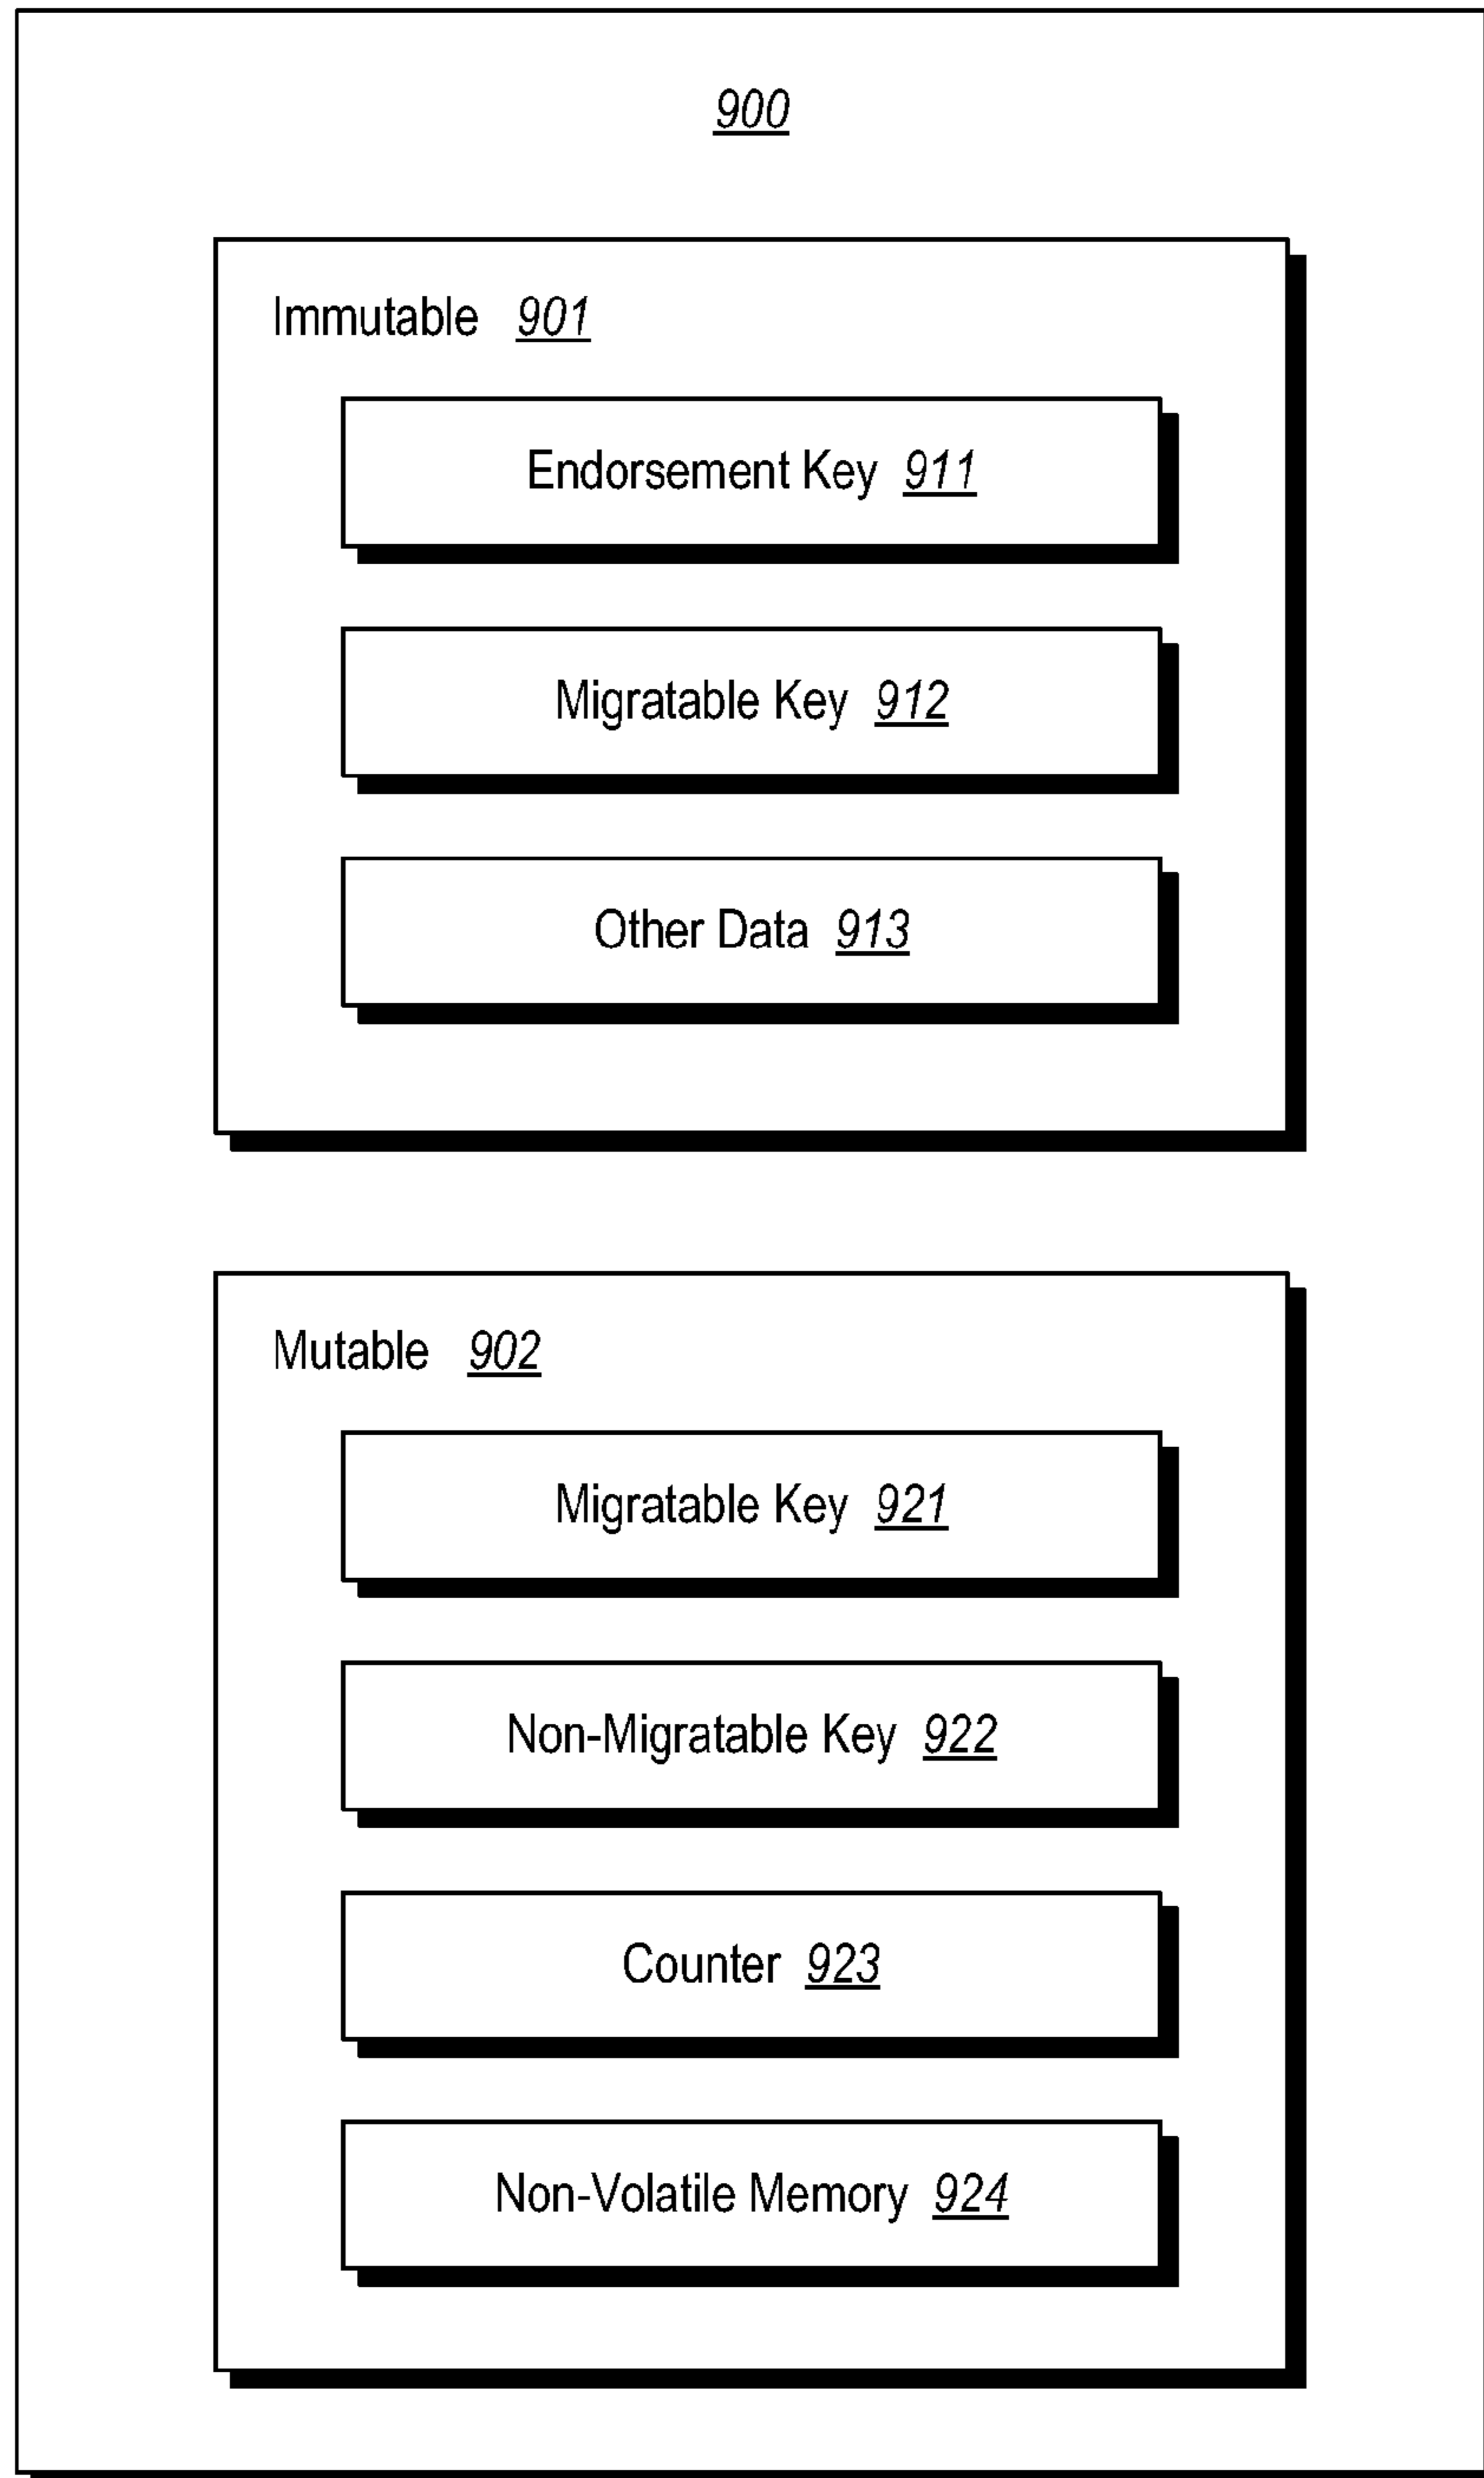 900
Immutable 901
Endorsement Key 911
Migratable Key 912
Other Data 913
Mutable 902
Migratable Key 921
Non-Migratable Key 922
Counter 923
Non-Volatile Memory 924